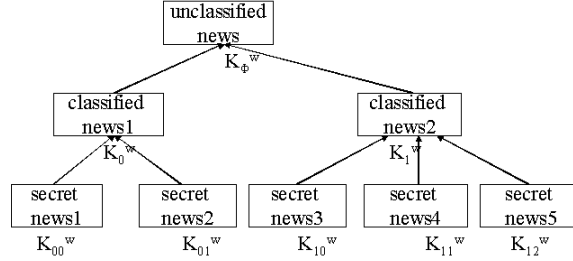 unclassified
news
K_Φ^w
classified
news1
classified
news2
K_0^w
K_1^w
secret
news1
secret
news2
secret
news3
secret
news4
secret
news5
K_00^w
K_01^w
K_10^w
K_11^w
K_12^w